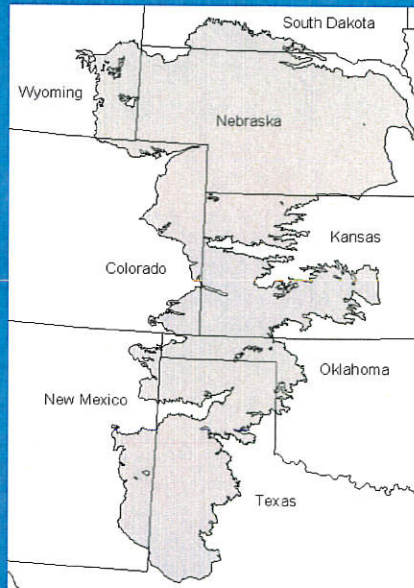 South Dakota
Wyoming
Nebraska
Kansas
Colorado
Oklahoma
New Mexico
Texas